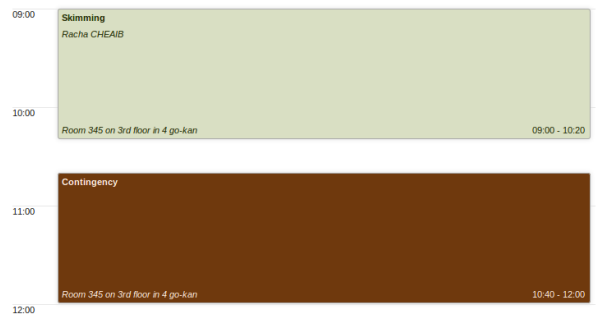 09:00
Skimming
Racha CHEAIB
10:00
Room 345 on 3rd floor in 4 go-kan 09:00 - 10:20
Contingency
11:00
Room 345 on 3rd floor in 4 go-kan 10:40 - 12:00
12:00